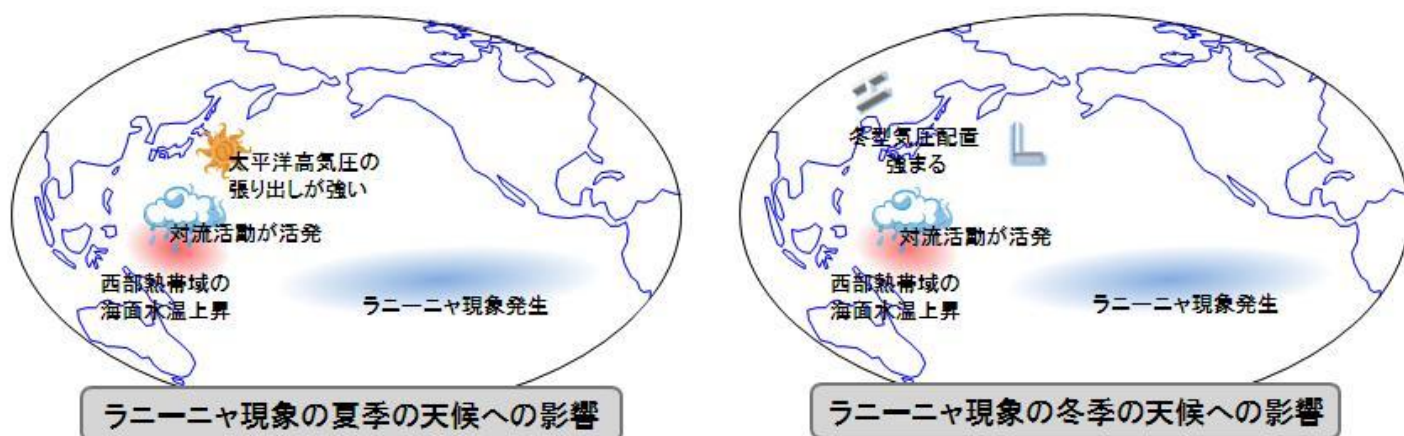 太平洋高気圧の
張り出しが強い
対流活動が活発
西部熱帯域の
海面水温上昇
ラニーニャ現象発生
ラニーニャ現象の夏季の天候への影響
冬型気圧配置
強まる
対流活動が活発
西部熱帯域の
海面水温上昇
ラニーニャ現象発生
ラニーニャ現象の冬季の天候への影響